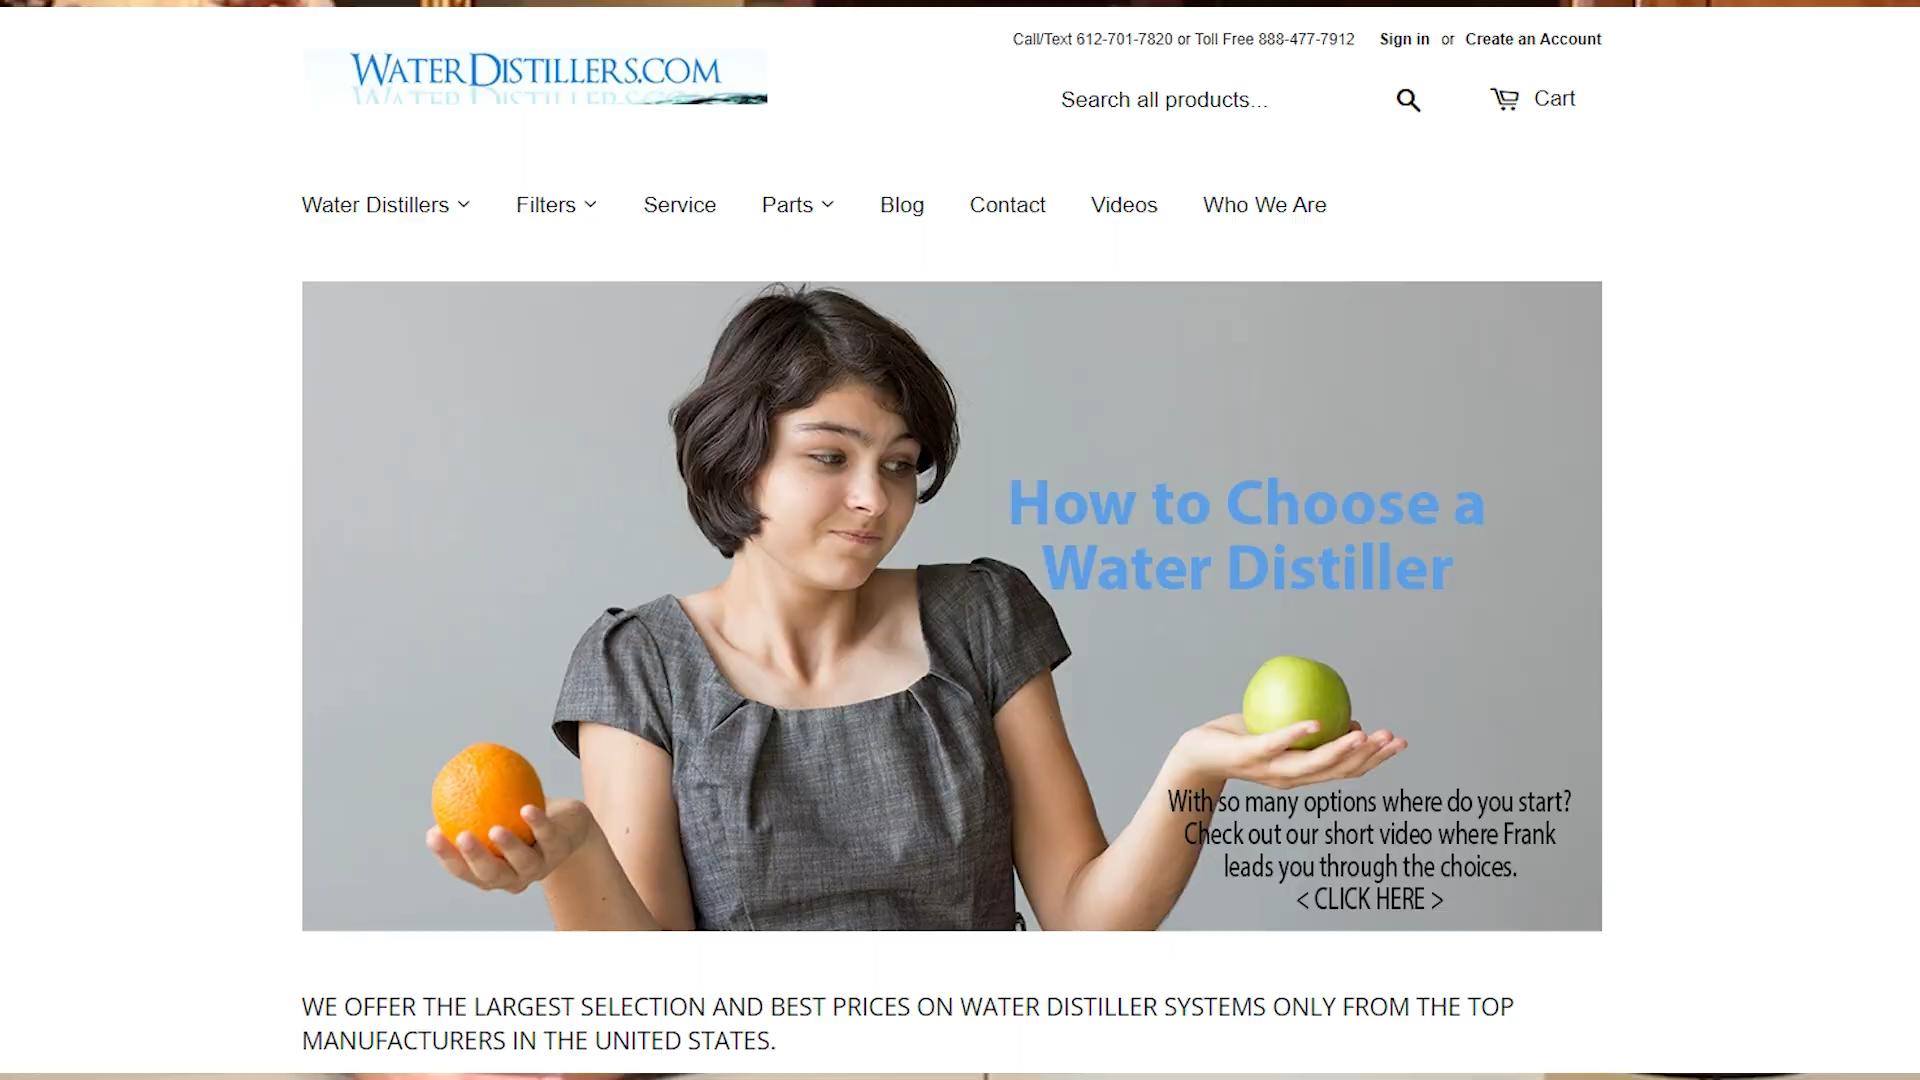 Call/Text 612-701-7820 or Toll Free 888-477-7912 Sign in or Create an Account
WATERDISTILLERS.COM
Search all products...
Cart
Water Distillers
Filters
Service
Parts
Blog
Contact
Videos
Who We Are
How to Choose a
Water Distiller
With so many options where do you start?
Check out our short video where Frank
leads you through the choices.
< CLICK HERE >
WE OFFER THE LARGEST SELECTION AND BEST PRICES ON WATER DISTILLER SYSTEMS ONLY FROM THE TOP
MANUFACTURERS IN THE UNITED STATES.